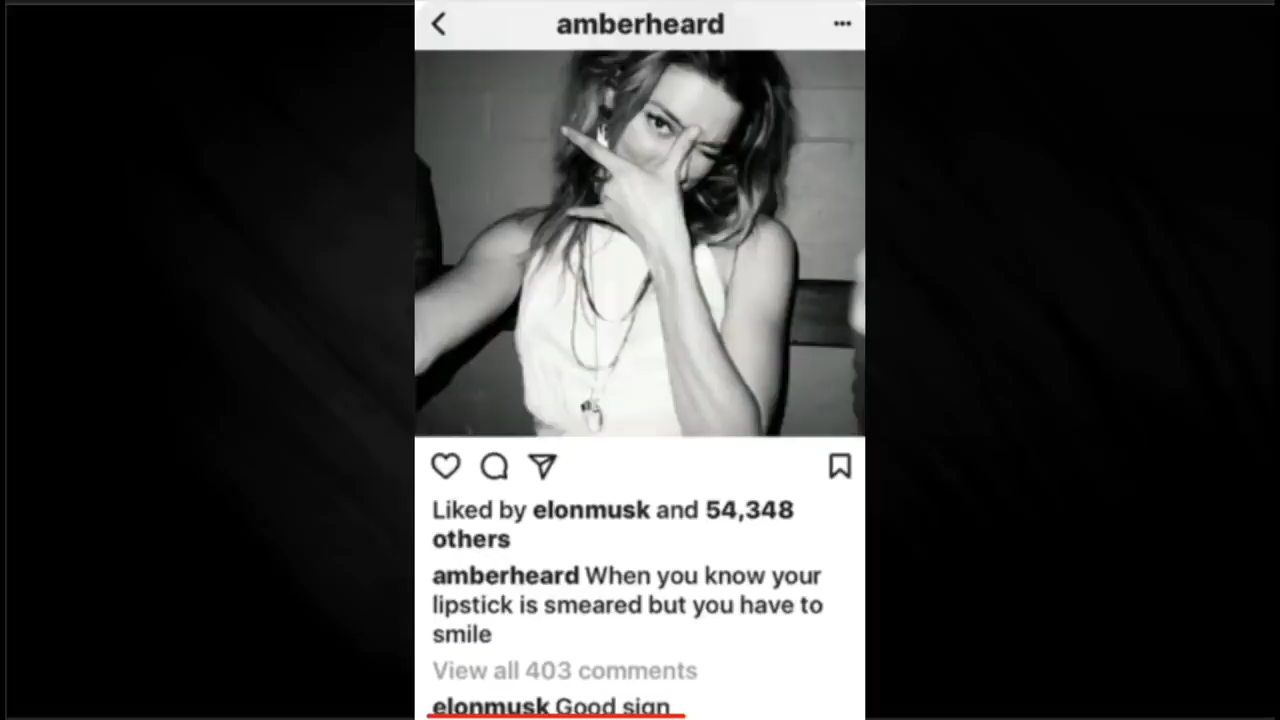 amberheard
Liked by elonmusk and 54,348
others
amberheard When you know your
lipstick is smeared but you have to
smile
View all 403 comments
elonmusk Good sign